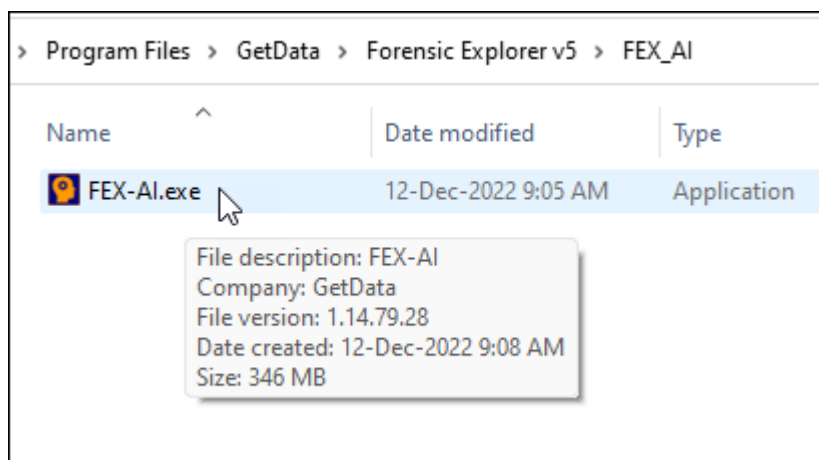 › Program Files › GetData › Forensic Explorer v5 › FEX_AI
Name Date modified Type
FEX-AI.exe 12-Dec-2022 9:05 AM Application
File description: FEX-AI
Company: GetData
File version: 1.14.79.28
Date created: 12-Dec-2022 9:08 AM
Size: 346 MB